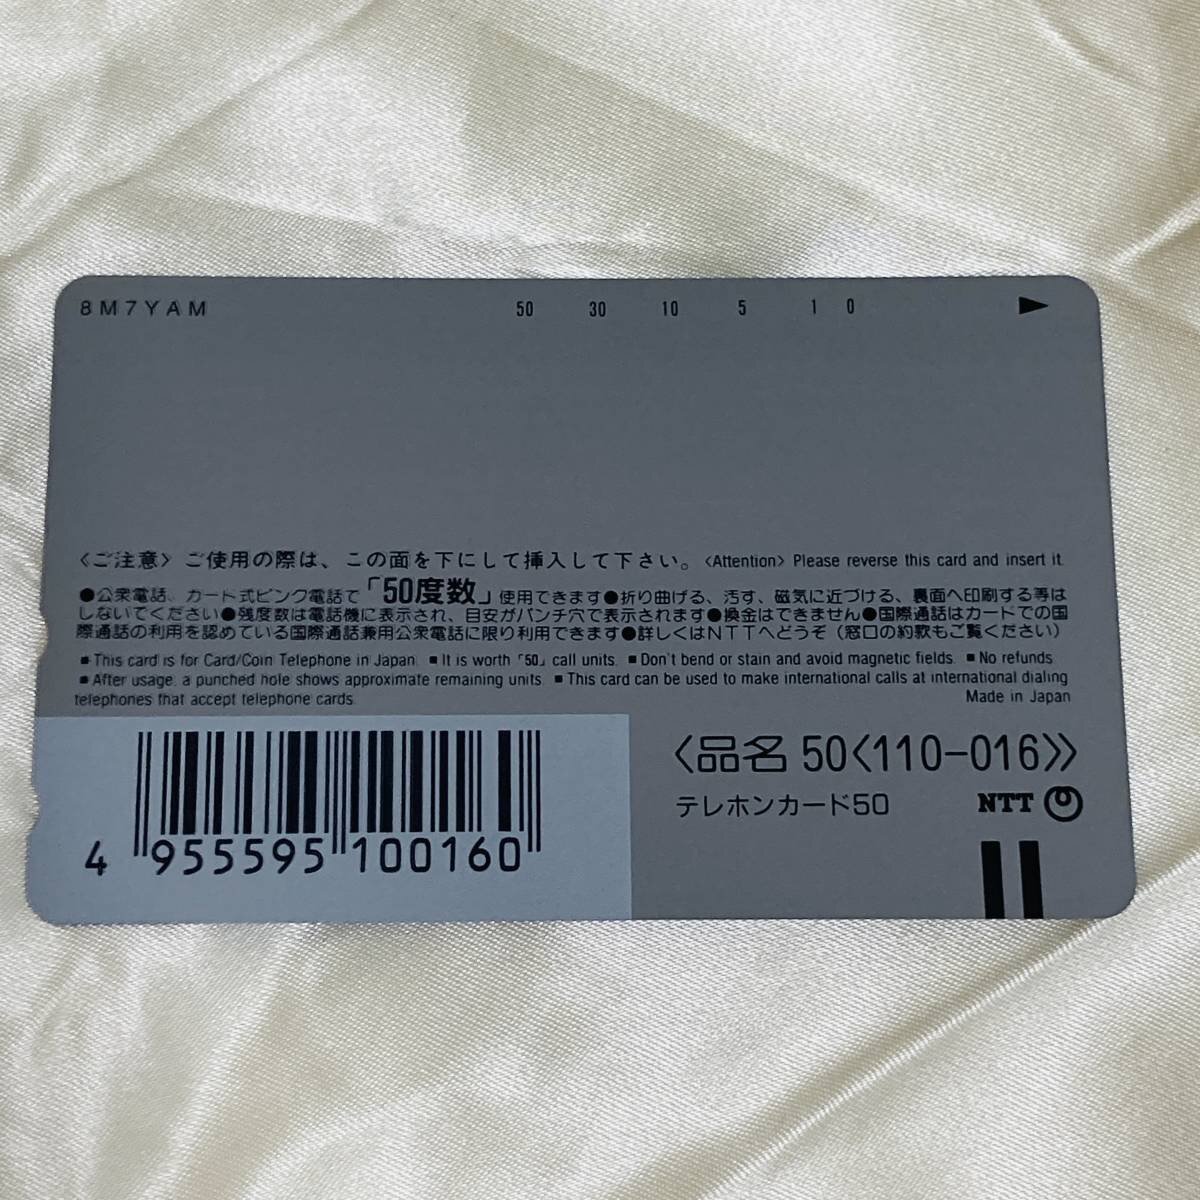 8M7YAM 50 30 10 5 1 0 ▶
〈ご注意〉ご使用の際は、この面を下にして挿入して下さい。〈Attention〉Please reverse this card and insert it.
●公衆電話、カード式ピンク電話で「50度数」使用できます●折り曲げる、汚す、磁気に近づける、裏面へ印刷する等は
しないでください●残度数は電話機に表示され、目安がパンチ穴で表示されます●換金はできません●国際通話はカードでの国
際通話の利用を認めている国際通話兼用公衆電話に限り利用できます●詳しくはNTTへどうぞ（窓口の約款もご覧ください）
■This card is for Card/Coin Telephone in Japan. ■It is worth「50」call units. ■Don't bend or stain and avoid magnetic fields. ■No refunds.
■After usage, a punched hole shows approximate remaining units. ■This card can be used to make international calls at international dialing
telephones that accept telephone cards. Made in Japan
〈品名 50〈110-016〉〉
テレホンカード50 NTT
4 955595 100160